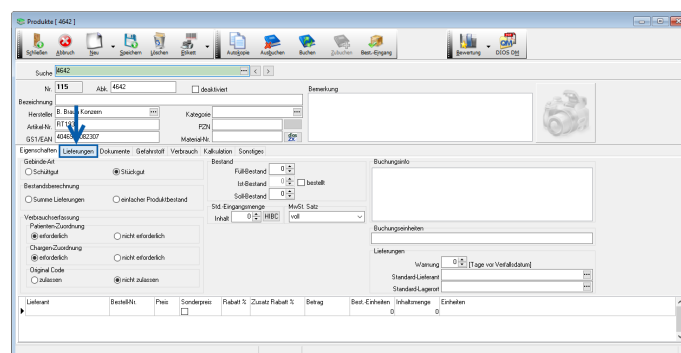 Produkte [ 4642 ]
Schließen Abbruch Neu Speichern Löschen Etikett Autokopie Ausbuchen Buchen Zubuchen Best.-Eingang Bewertung DIOS DM
Suche 4642
Nr. 115 Abk. 4642 deaktiviert Bemerkung
Bezeichnung
Hersteller B. Braun Konzern Kategorie
Artikel-Nr. PZN
GS1/EAN Material-Nr.
Eigenschaften Lieferungen Dokumente Gefahrstoff Verbrauch Kalkulation Sonstiges
Gebinde-Art Bestand Buchungsinfo
Schüttgut Stückgut Füll-Bestand 0
Bestandsberechnung Ist-Bestand 0 bestellt
Summe Lieferungen einfacher Produktbestand Soll-Bestand 0
Std.-Eingangsmenge MwSt. Satz
Verbrauchserfassung Inhalt 0 HIBC voll
Patienten-Zuordnung Buchungseinheiten
erforderlich nicht erforderlich
Chargen-Zuordnung Lieferungen
erforderlich nicht erforderlich Warnung 0 [Tage vor Verfallsdatum]
Original Code Standard-Lieferant
zulassen nicht zulassen Standard-Lagerort
Lieferant Bestell-Nr. Preis Sonderpreis Rabatt % Zusatz Rabatt % Betrag Best.-Einheiten Inhaltsmenge Einheiten
0 0